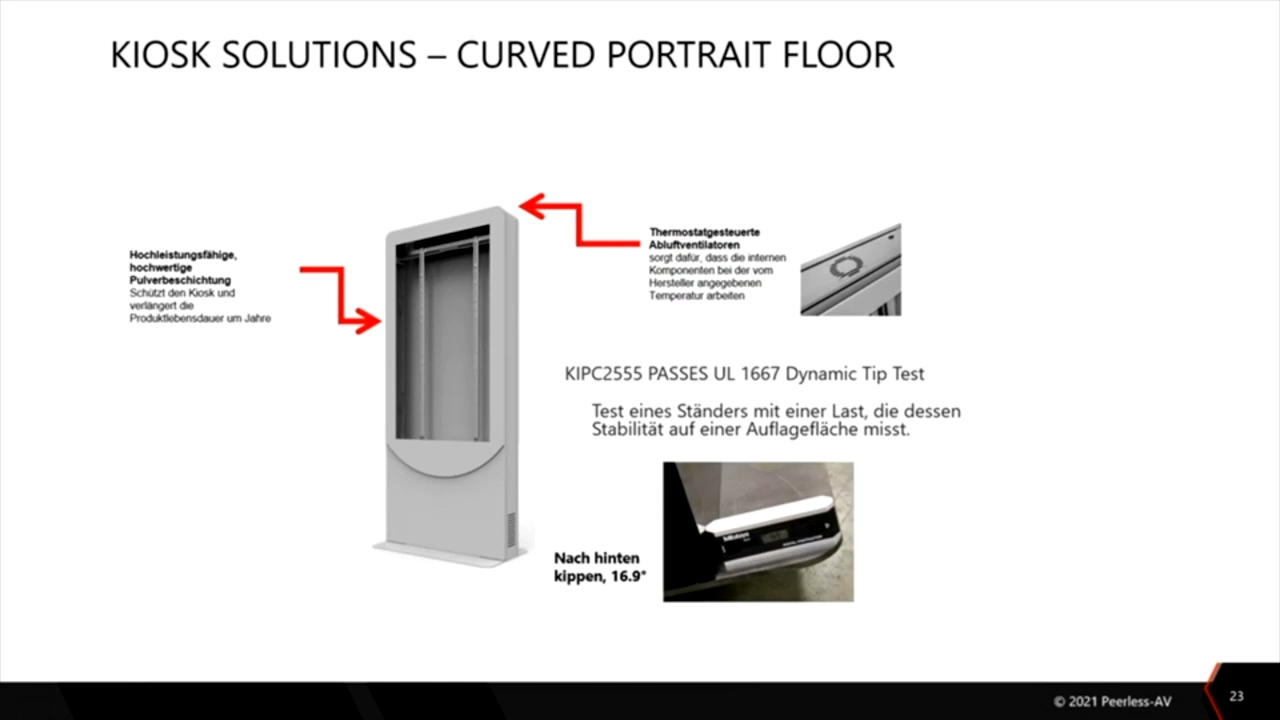 KIOSK SOLUTIONS – CURVED PORTRAIT FLOOR
Hochleistungsfähige,
hochwertige
Pulverbeschichtung
Schützt den Kiosk und
verlängert die
Produktlebensdauer um Jahre
Thermostatgesteuerte
Abluftventilatoren
sorgt dafür, dass die internen
Komponenten bei der vom
Hersteller angegebenen
Temperatur arbeiten
KIPC2555 PASSES UL 1667 Dynamic Tip Test
Test eines Ständers mit einer Last, die dessen
Stabilität auf einer Auflagefläche misst.
Mitutoyo
Nach hinten
kippen, 16.9°
© 2021 Peerless-AV
23